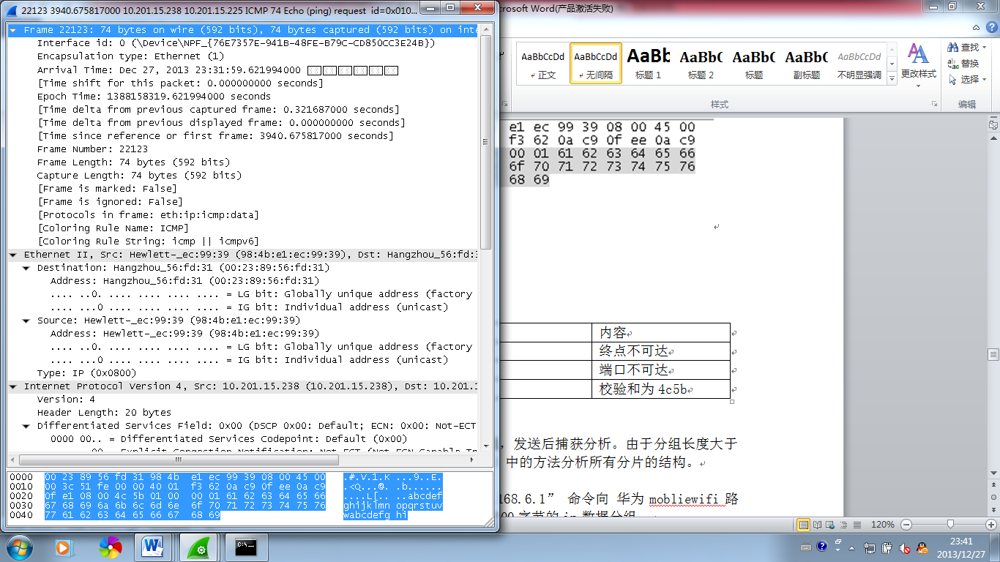 22123 3940.675817000 10.201.15.238 10.201.15.225 ICMP 74 Echo (ping) request id=0x010...
Frame 22123: 74 bytes on wire (592 bits), 74 bytes captured (592 bits) on inte
Interface id: 0 (\Device\NPF_{76E7357E-941B-48FE-B79C-CD850CC3E24B})
Encapsulation type: Ethernet (1)
Arrival Time: Dec 27, 2013 23:31:59.621994000
[Time shift for this packet: 0.000000000 seconds]
Epoch Time: 1388158319.621994000 seconds
[Time delta from previous captured frame: 0.321687000 seconds]
[Time delta from previous displayed frame: 0.000000000 seconds]
[Time since reference or first frame: 3940.675817000 seconds]
Frame Number: 22123
Frame Length: 74 bytes (592 bits)
Capture Length: 74 bytes (592 bits)
[Frame is marked: False]
[Frame is ignored: False]
[Protocols in frame: eth:ip:icmp:data]
[Coloring Rule Name: ICMP]
[Coloring Rule String: icmp || icmpv6]
Ethernet II, Src: Hewlett-_ec:99:39 (98:4b:e1:ec:99:39), Dst: Hangzhou_56:fd:3
Destination: Hangzhou_56:fd:31 (00:23:89:56:fd:31)
Address: Hangzhou_56:fd:31 (00:23:89:56:fd:31)
.... ..0. .... .... .... .... = LG bit: Globally unique address (factory
.... ...0 .... .... .... .... = IG bit: Individual address (unicast)
Source: Hewlett-_ec:99:39 (98:4b:e1:ec:99:39)
Address: Hewlett-_ec:99:39 (98:4b:e1:ec:99:39)
.... ..0. .... .... .... .... = LG bit: Globally unique address (factory
.... ...0 .... .... .... .... = IG bit: Individual address (unicast)
Type: IP (0x0800)
Internet Protocol Version 4, Src: 10.201.15.238 (10.201.15.238), Dst: 10.201.1
Version: 4
Header Length: 20 bytes
Differentiated Services Field: 0x00 (DSCP 0x00: Default; ECN: 0x00: Not-ECT
0000 00.. = Differentiated Services Codepoint: Default (0x00)
0000 00 23 89 56 fd 31 98 4b e1 ec 99 39 08 00 45 00 .#.V.1.K ...9..E.
0010 00 3c 51 fe 00 00 40 01 f3 62 0a c9 0f ee 0a c9 .<Q...@. .b......
0020 0f e1 08 00 4c 5b 01 00 00 01 61 62 63 64 65 66 ....L[.. ..abcdef
0030 67 68 69 6a 6b 6c 6d 6e 6f 70 71 72 73 74 75 76 ghijklmn opqrstuv
0040 77 61 62 63 64 65 66 67 68 69 wabcdefg hi
crosoft Word(产品激活失败)
AaBbCcDd AaBbCcDd AaBb AaBbC AaBbC AaBbC AaBbCcDd
正文 无间隔 标题 1 标题 2 标题 副标题 不明显强调
更改样式
查找
替换
选择
样式 编辑
e1 ec 99 39 08 00 45 00
f3 62 0a c9 0f ee 0a c9
00 01 61 62 63 64 65 66
6f 70 71 72 73 74 75 76
68 69
内容
终点不可达
端口不可达
校验和为 4c5b
，发送后捕获分析。由于分组长度大于
中的方法分析所有分片的结构。
168.6.1” 命令向 华为 mobliewifi 路
120%
23:41
2013/12/27